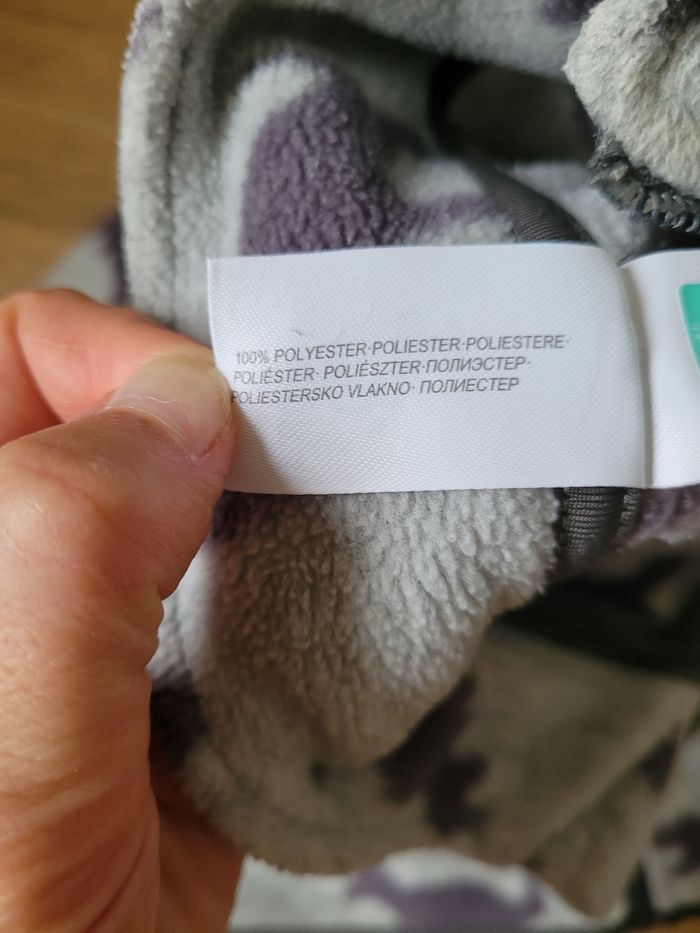 100% POLYESTER·POLIESTER·POLIESTERE·
POLIÉSTER· POLIÉSZTER·ПОЛИЭСТЕР·
POLIESTERSKO VLAKNO· ПОЛИЕСТЕР